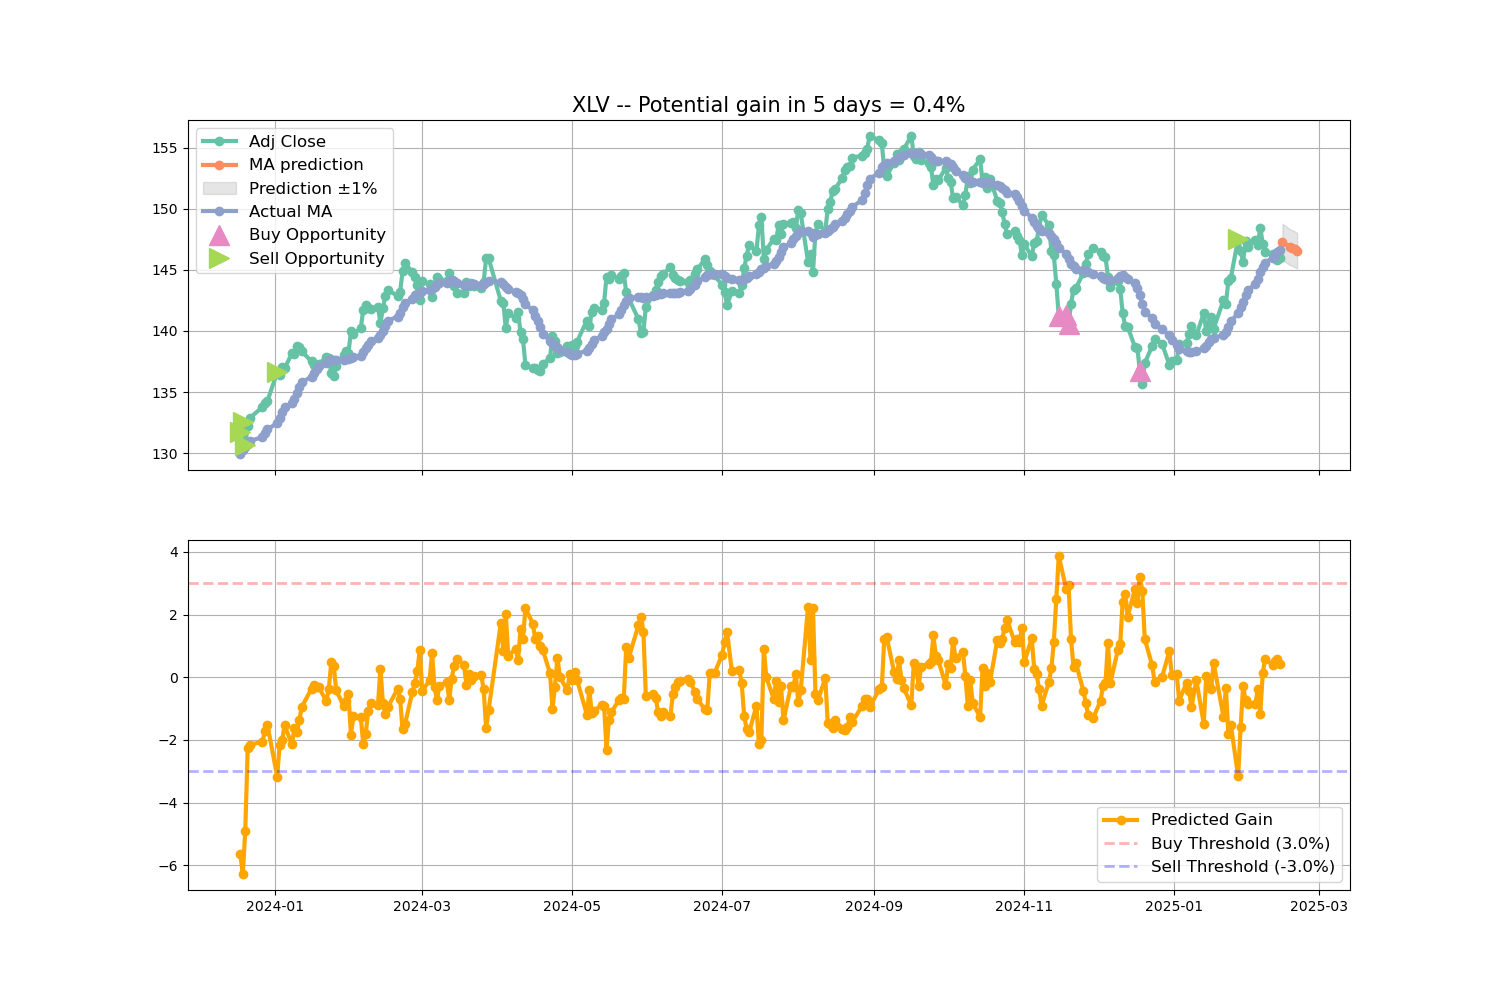 XLV -- Potential gain in 5 days = 0.4%
155
150
145
140
135
130
Adj Close
MA prediction
Prediction ±1%
Actual MA
Buy Opportunity
Sell Opportunity
4
2
0
−2
−4
−6
Predicted Gain
Buy Threshold (3.0%)
Sell Threshold (-3.0%)
2024-01 2024-03 2024-05 2024-07 2024-09 2024-11 2025-01 2025-03